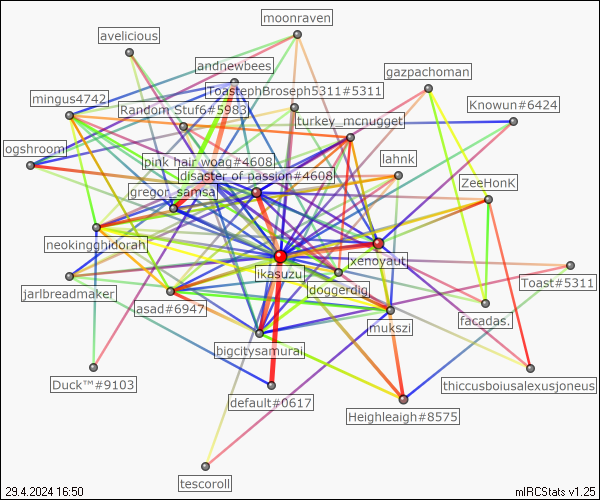 moonraven
avelicious
andnewbees
gazpachoman
ToastephBroseph5311#5311
mingus4742
Random Stuf6#5983
Knowun#6424
turkey_mcnugget
ogshroom
pink hair woag#4608
lahnk
disaster of passion#4608
ZeeHonK
gregor_samsa
neokingghidorah
xenoyaut
ikasuzu
Toast#5311
jarlbreadmaker
doggerdig
asad#6947
facadas.
mukszi
bigcitysamurai
Duck™#9103
thiccusboiusalexusjoneus
default#0617
Heighleigh#8575
tescoroll
29.4.2024 16:50
mIRCStats v1.25